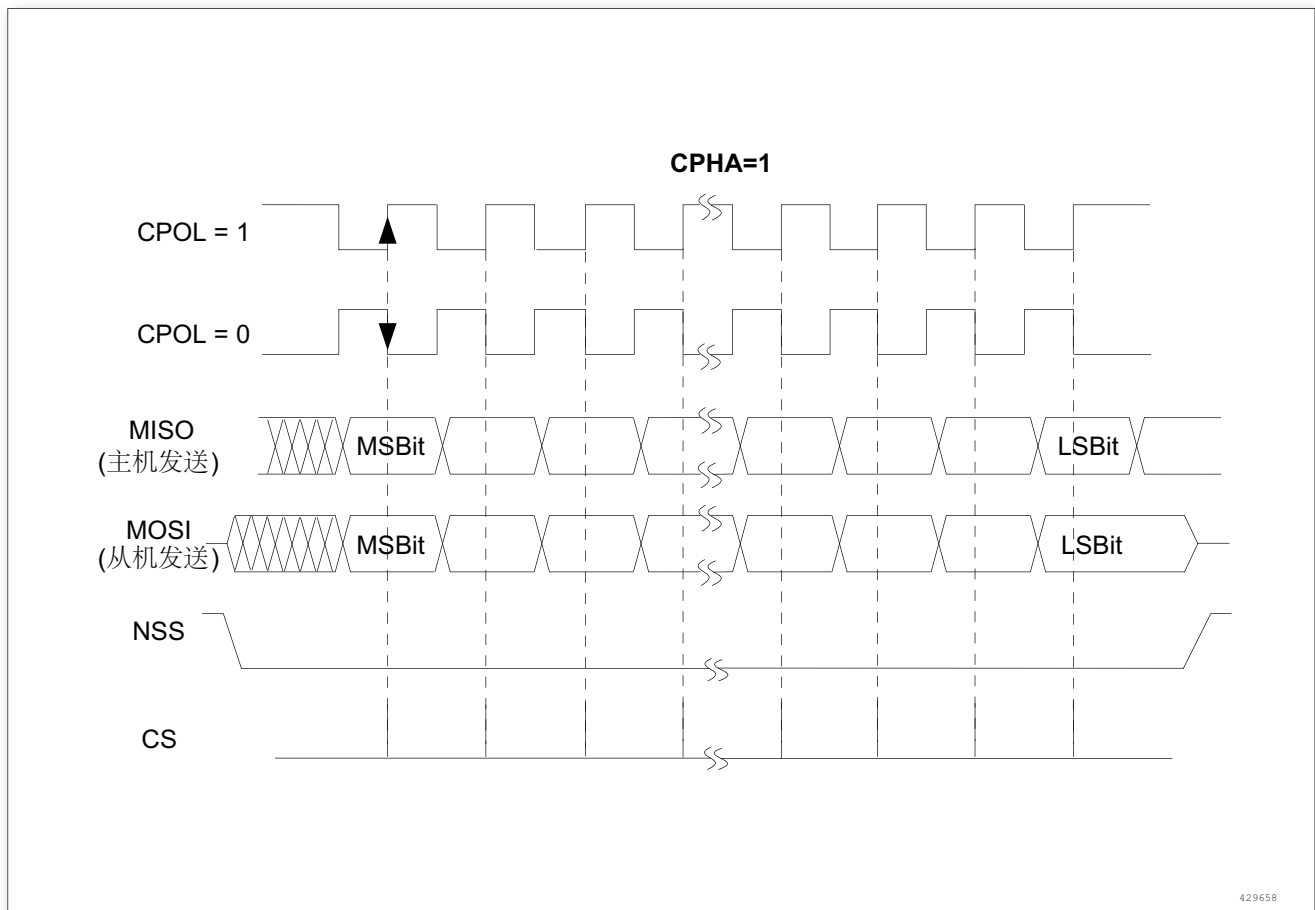 CPHA=1
CPOL = 1
CPOL = 0
MISO
(主机发送)
MSBit
LSBit
MOSI
(从机发送)
MSBit
LSBit
NSS
CS
429658